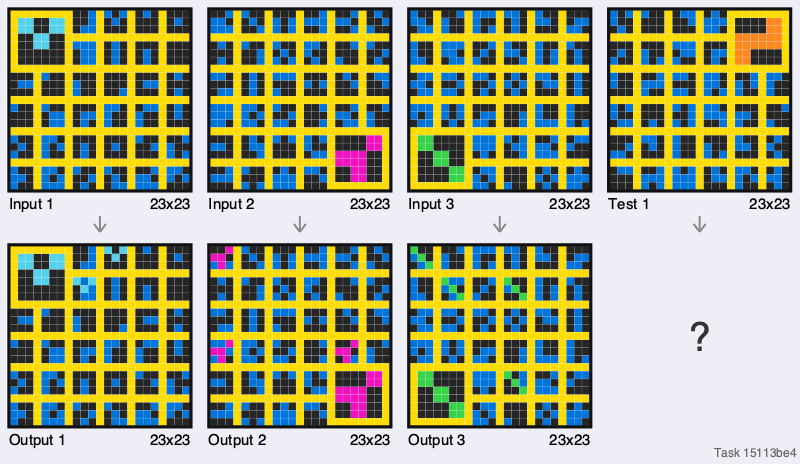 Input 1 23x23
Input 2 23x23
Input 3 23x23
Test 1 23x23
?
Output 1 23x23
Output 2 23x23
Output 3 23x23
Task 15113be4